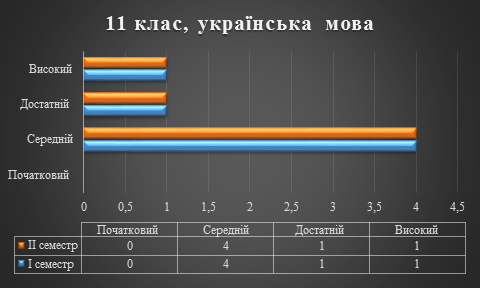 11 клас, українська мова
Високий
Достатній
Середній
Початковий
0 0,5 1 1,5 2 2,5 3 3,5 4 4,5
Початковий Середній Достатній Високий
ІІ семестр 0 4 1 1
І семестр 0 4 1 1